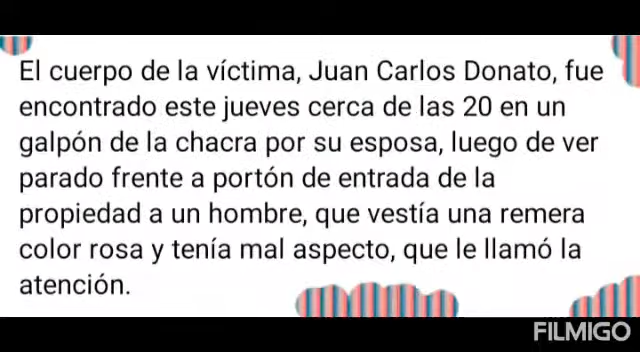 El cuerpo de la víctima, Juan Carlos Donato, fue
encontrado este jueves cerca de las 20 en un
galpón de la chacra por su esposa, luego de ver
parado frente a portón de entrada de la
propiedad a un hombre, que vestía una remera
color rosa y tenía mal aspecto, que le llamó la
atención.
FILMIGO